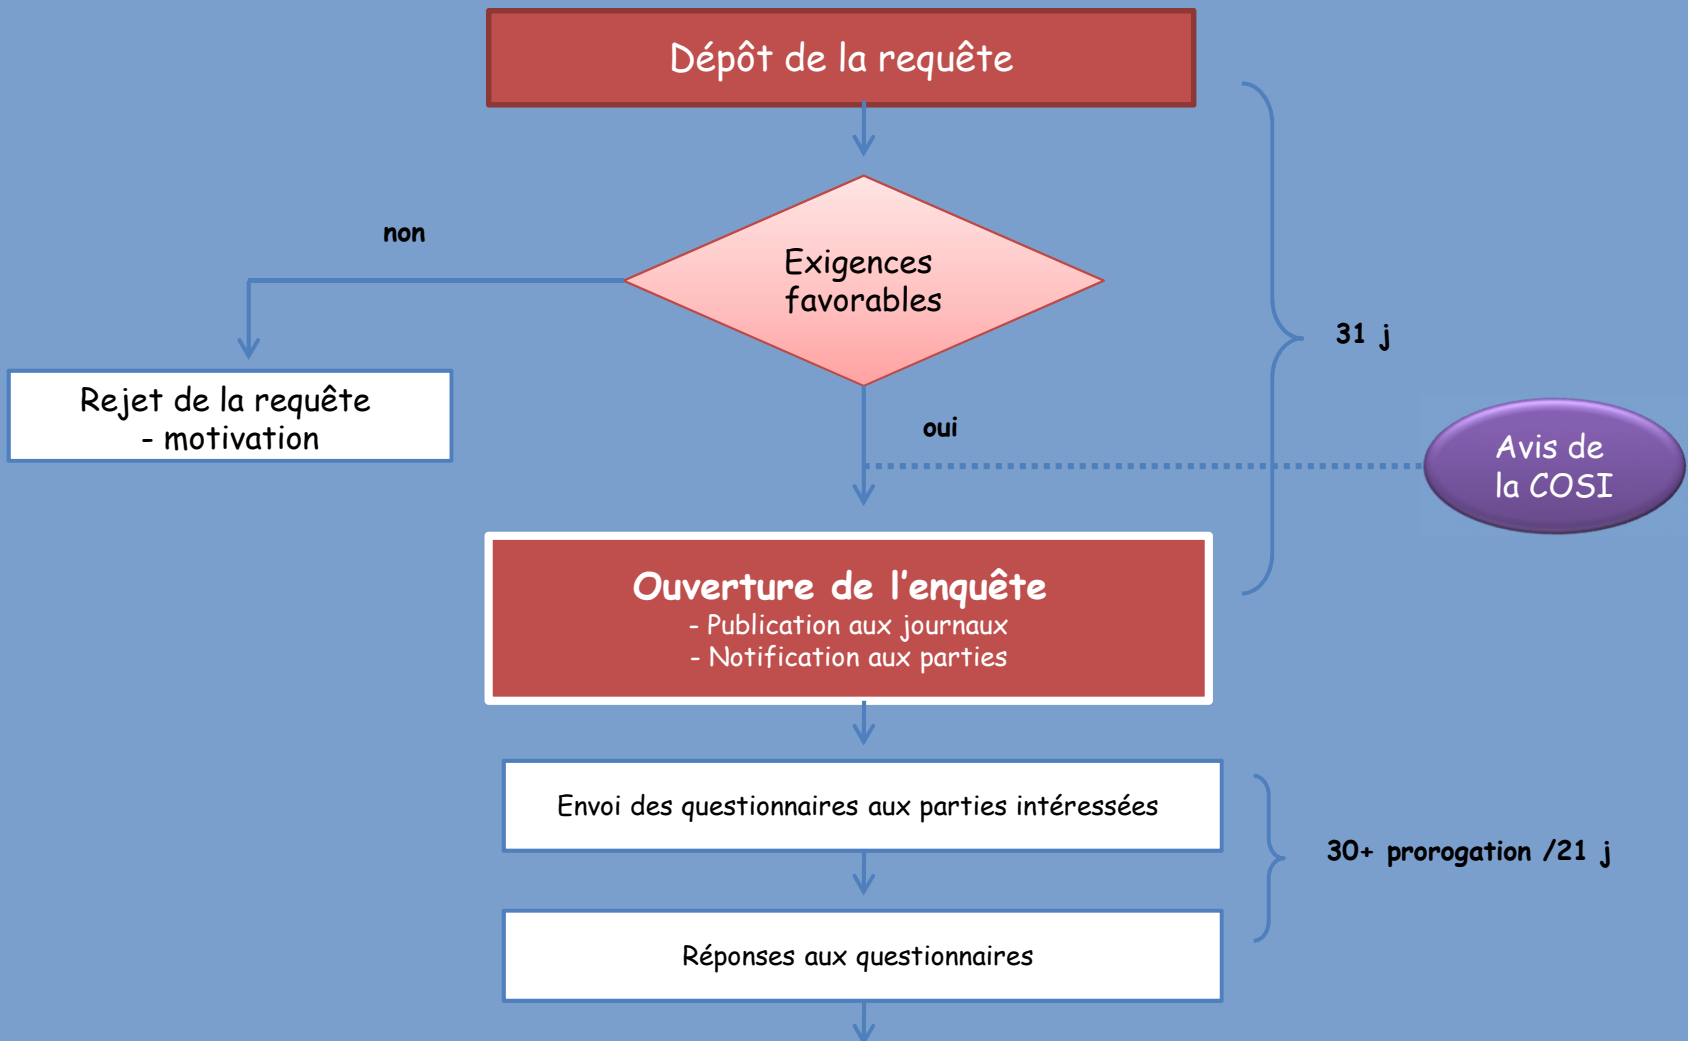 Dépôt de la requête
non
Exigences
favorables
31 j
Rejet de la requête
- motivation
oui
Avis de
la COSI
Ouverture de l'enquête
- Publication aux journaux
- Notification aux parties
Envoi des questionnaires aux parties intéressées
30+ prorogation /21 j
Réponses aux questionnaires